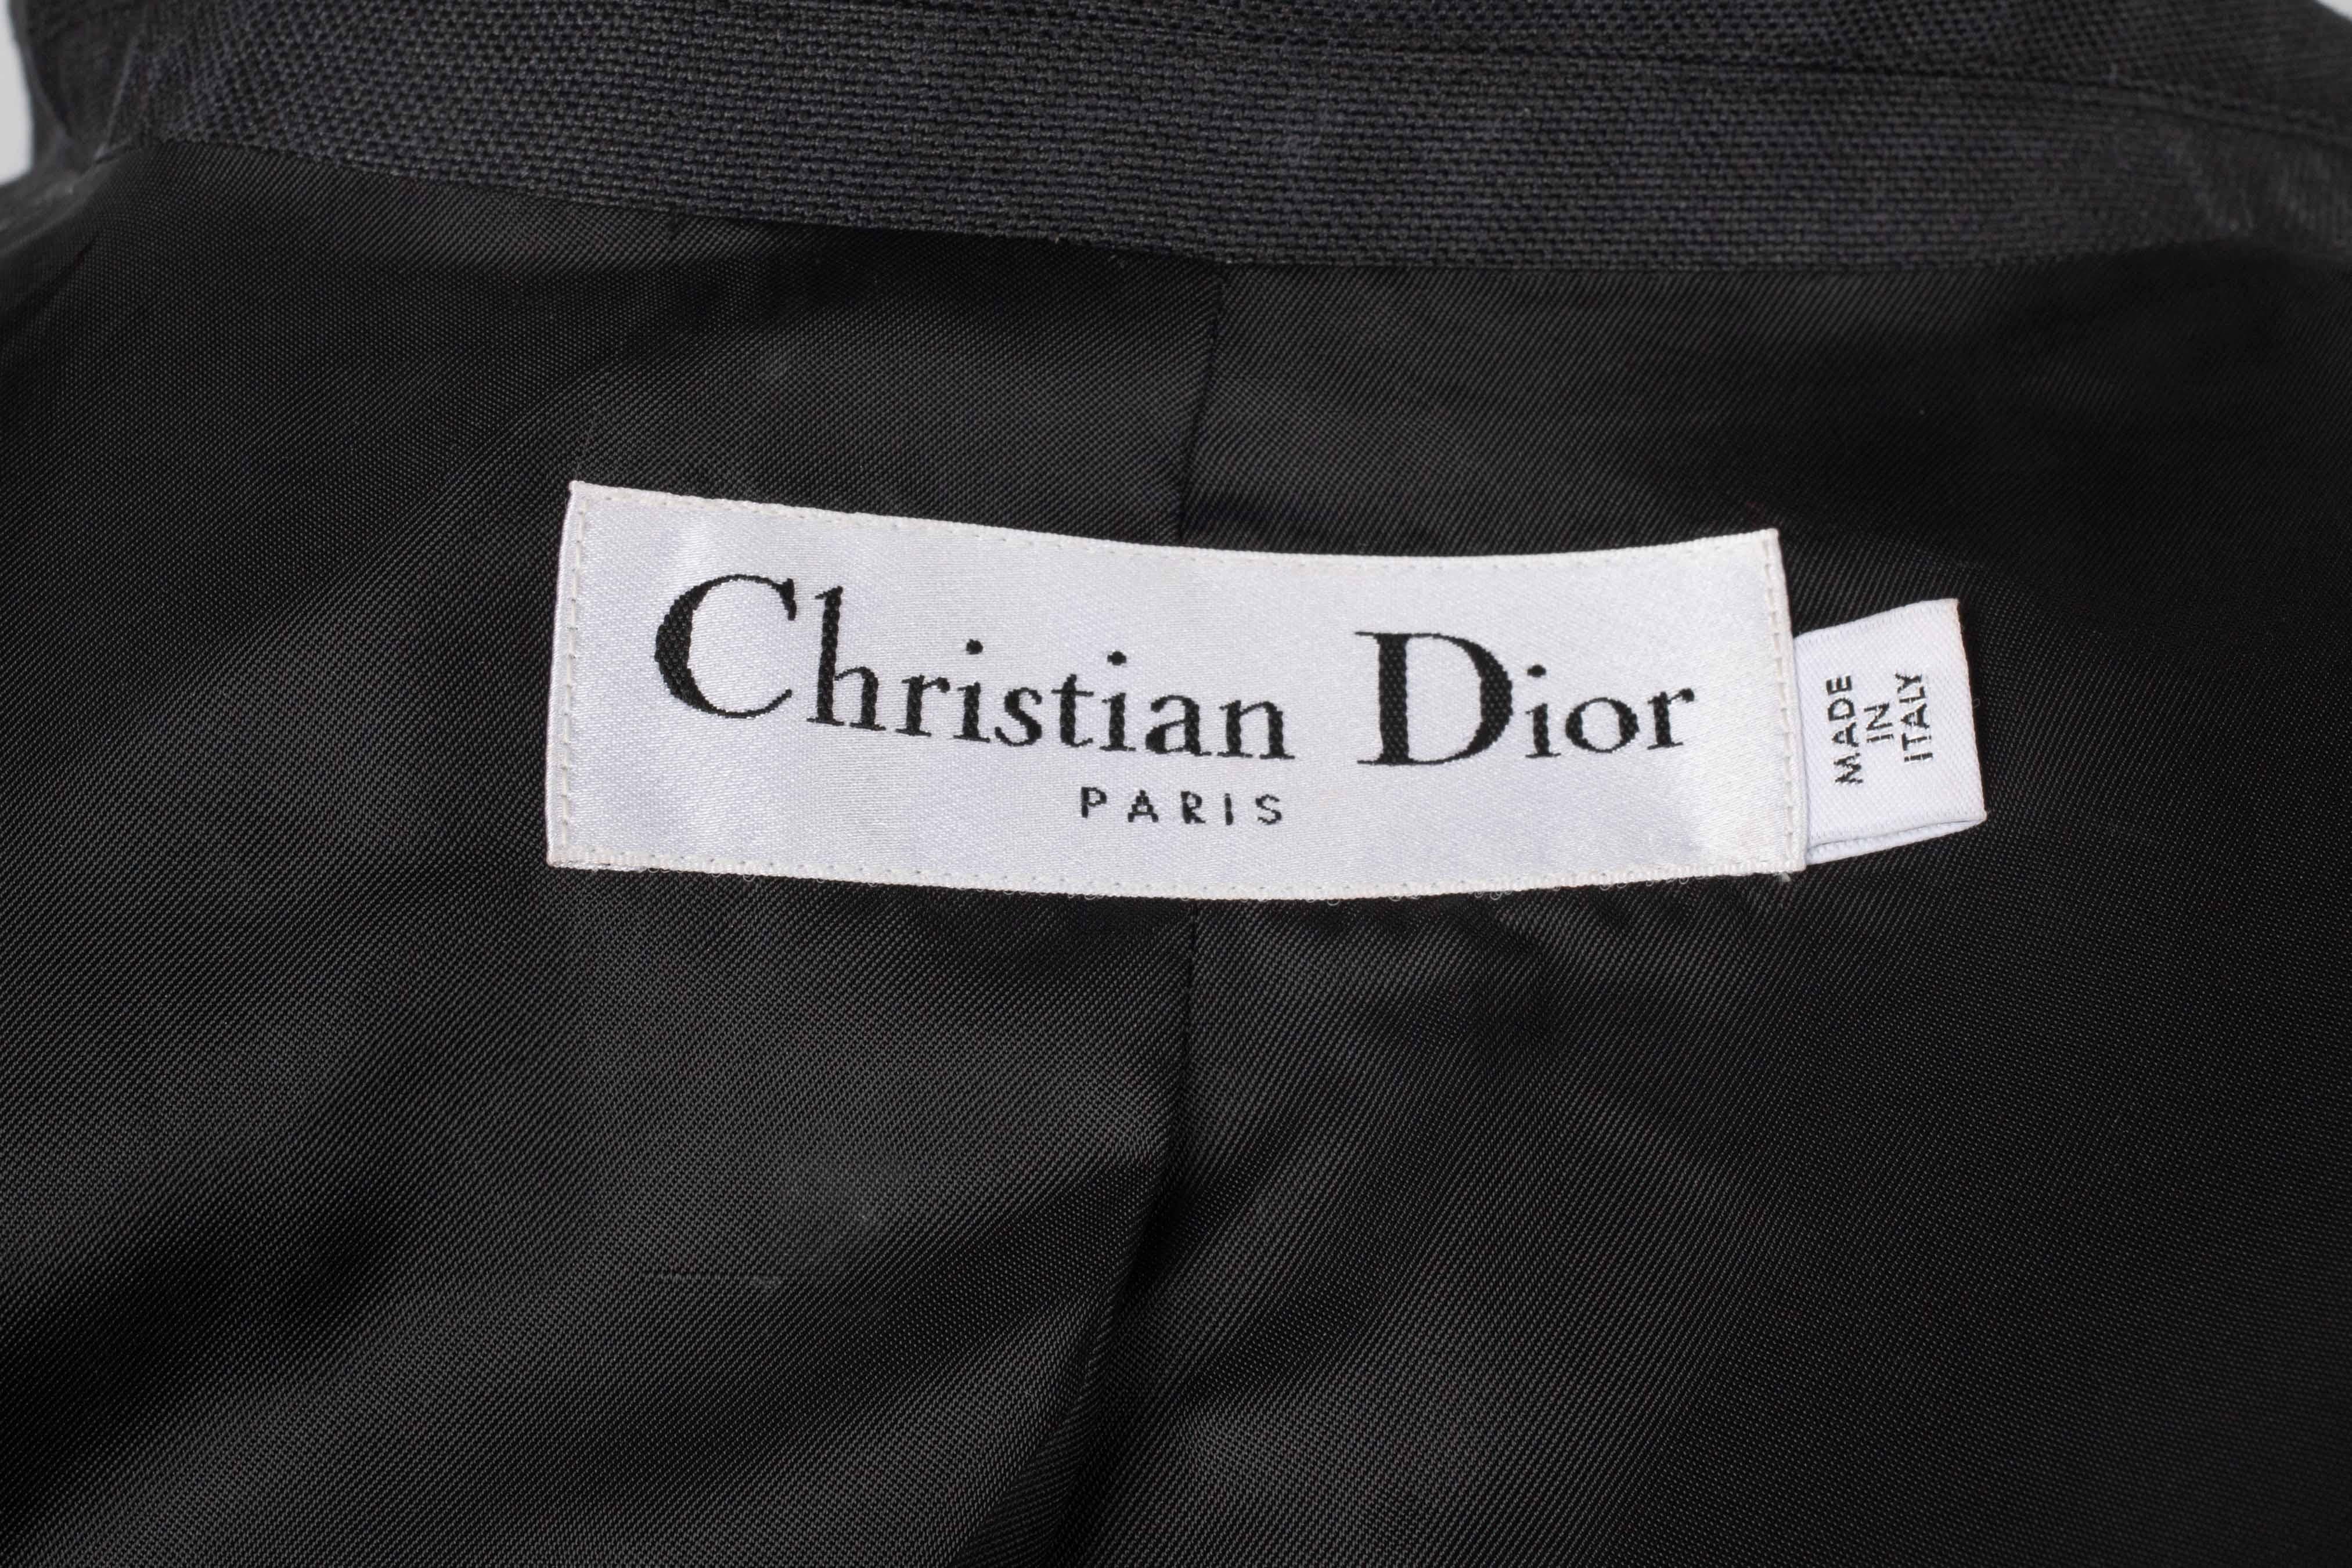 Christian Dior
PARIS
MADE
IN
ITALY